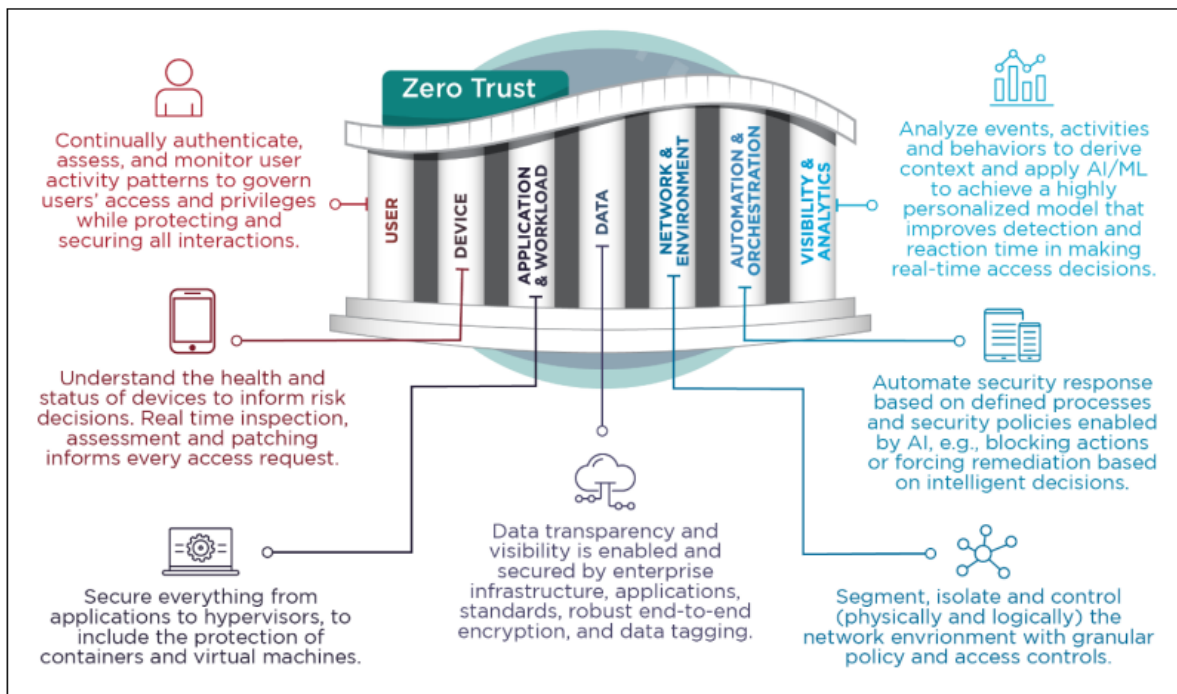 Zero Trust
Continually authenticate,
assess, and monitor user
activity patterns to govern
users' access and privileges
while protecting and
securing all interactions.
USER
DEVICE
APPLICATION
& WORKLOAD
DATA
NETWORK &
ENVIRONMENT
AUTOMATION &
ORCHESTRATION
VISIBILITY &
ANALYTICS
Analyze events, activities
and behaviors to derive
context and apply AI/ML
to achieve a highly
personalized model that
improves detection and
reaction time in making
real-time access decisions.
Understand the health and
status of devices to inform risk
decisions. Real time inspection,
assessment and patching
informs every access request.
Automate security response
based on defined processes
and security policies enabled
by AI, e.g., blocking actions
or forcing remediation based
on intelligent decisions.
Secure everything from
applications to hypervisors, to
include the protection of
containers and virtual machines.
Data transparency and
visibility is enabled and
secured by enterprise
infrastructure, applications,
standards, robust end-to-end
encryption, and data tagging.
Segment, isolate and control
(physically and logically) the
network envrionment with granular
policy and access controls.